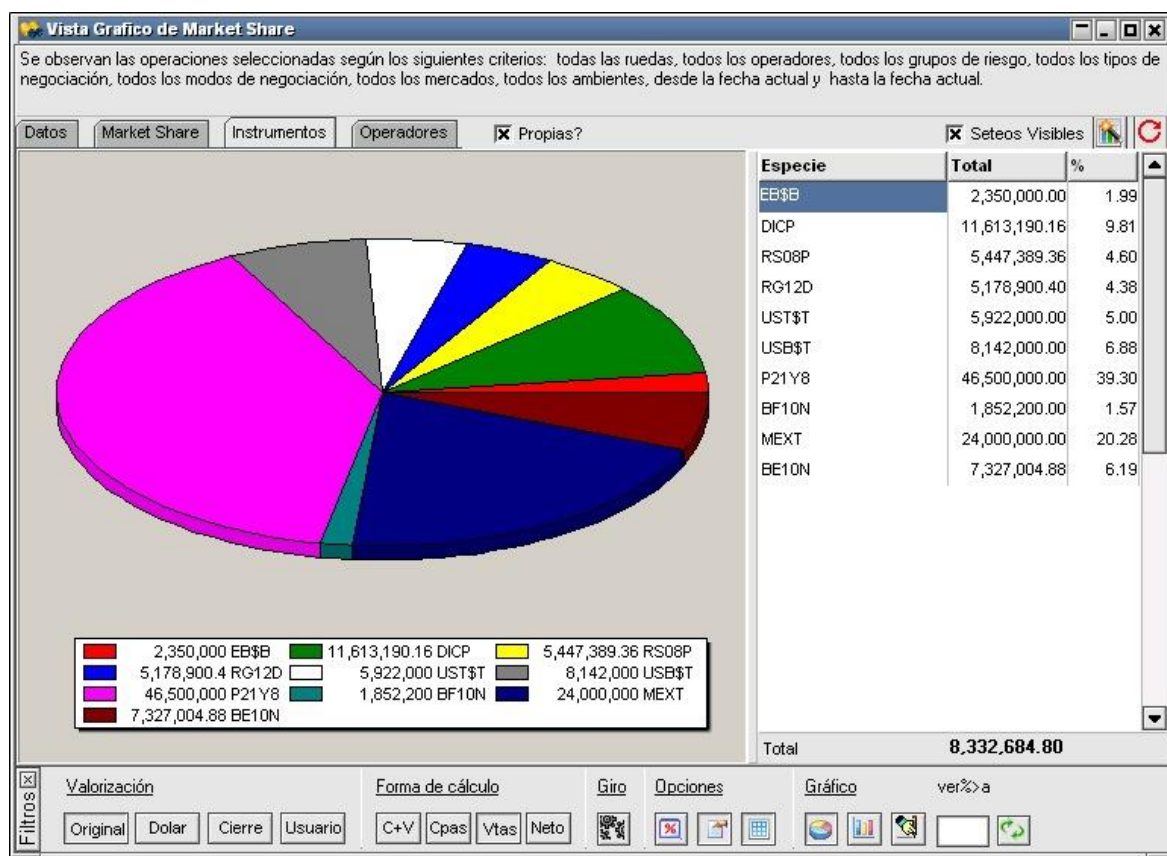 Vista Grafico de Market Share
Se observan las operaciones seleccionadas según los siguientes criterios: todas las ruedas, todos los operadores, todos los grupos de riesgo, todos los tipos de
negociación, todos los modos de negociación, todos los mercados, todos los ambientes, desde la fecha actual y hasta la fecha actual.
Datos Market Share Instrumentos Operadores Propias? Seteos Visibles
Especie Total %
EB$B 2,350,000.00 1.99
DICP 11,613,190.16 9.81
RS08P 5,447,389.36 4.60
RG12D 5,178,900.40 4.38
UST$T 5,922,000.00 5.00
USB$T 8,142,000.00 6.88
P21Y8 46,500,000.00 39.30
BF10N 1,852,200.00 1.57
MEXT 24,000,000.00 20.28
BE10N 7,327,004.88 6.19
2,350,000 EB$B 11,613,190.16 DICP 5,447,389.36 RS08P
5,178,900.4 RG12D 5,922,000 UST$T 8,142,000 USB$T
46,500,000 P21Y8 1,852,200 BF10N 24,000,000 MEXT
7,327,004.88 BE10N
Total 8,332,684.80
Filtros
Valorización Forma de cálculo Giro Opciones Gráfico ver%>a
Original Dolar Cierre Usuario C+V Cpas Vtas Neto %